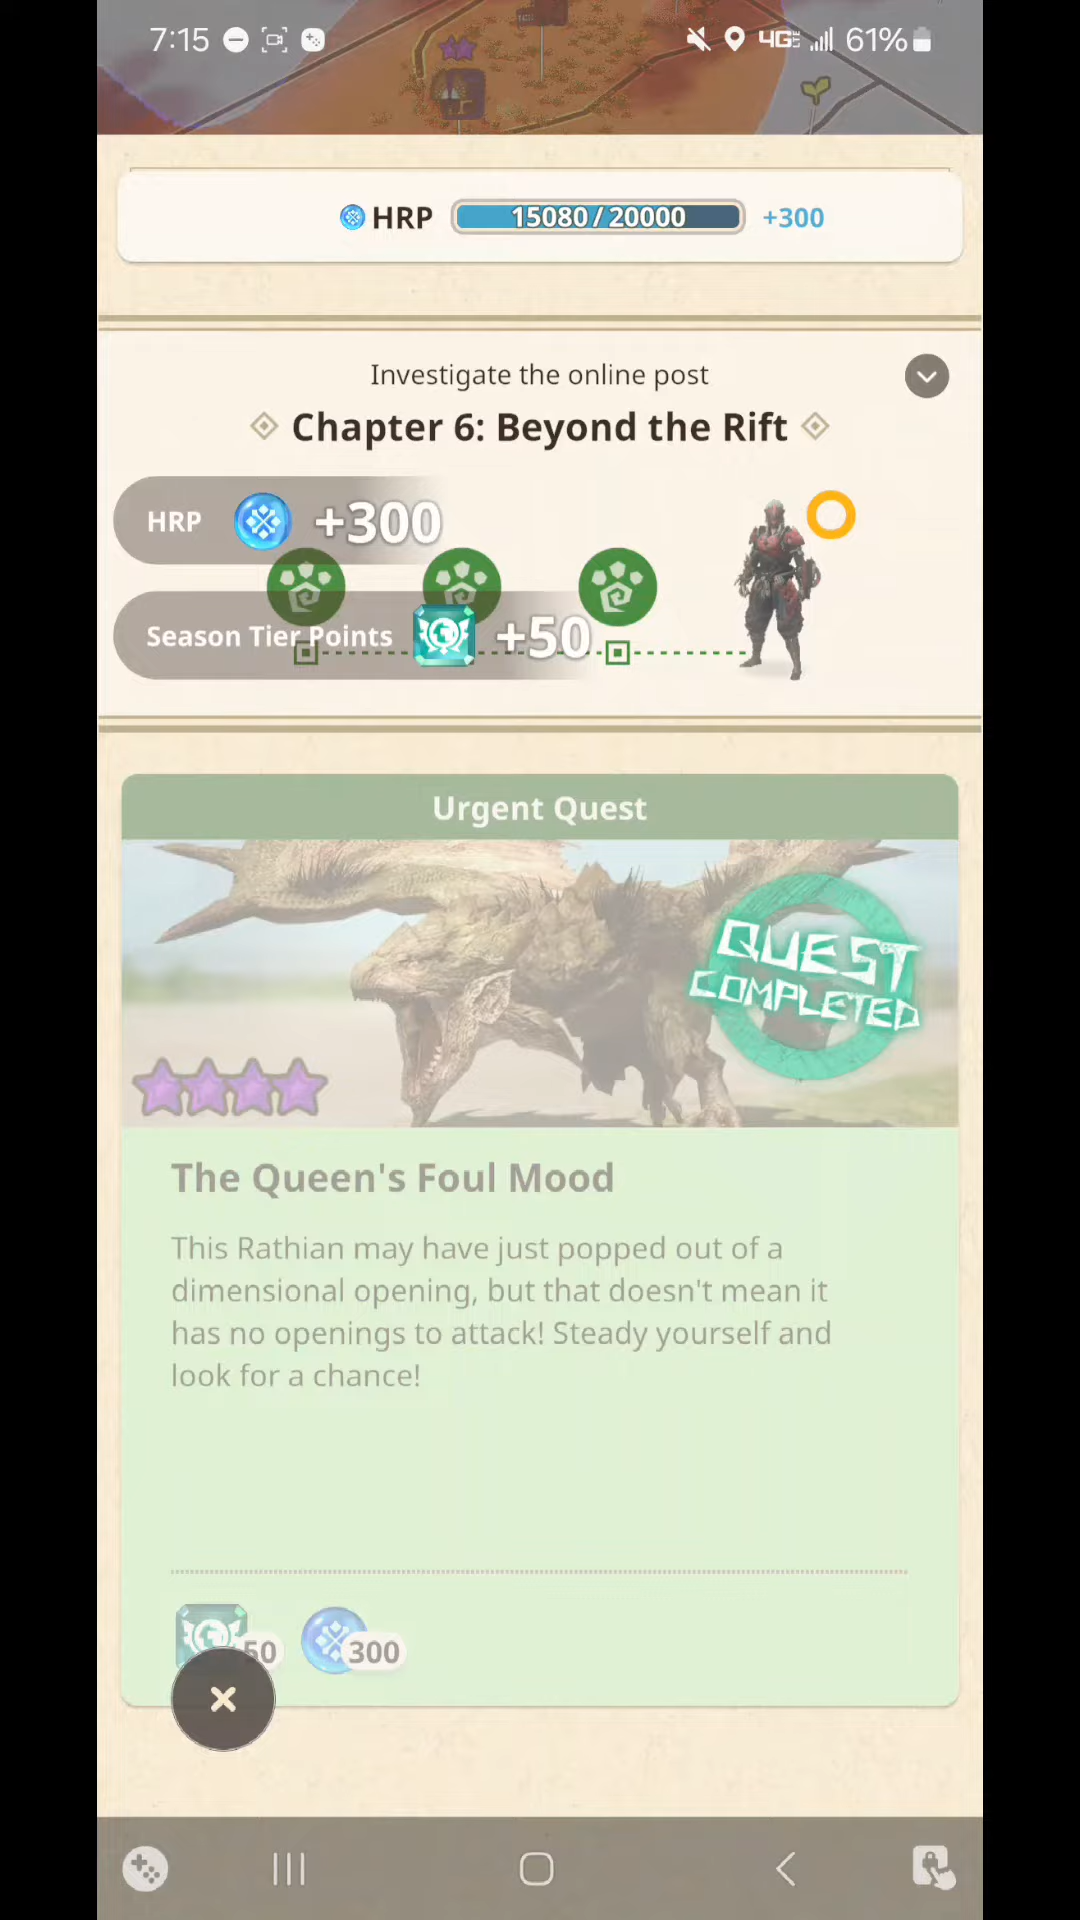 7:15
4G LTE 61%
HRP 15080/20000 +300
Investigate the online post
Chapter 6: Beyond the Rift
HRP +300
Season Tier Points +50
Urgent Quest
QUEST
COMPLETED
The Queen's Foul Mood
This Rathian may have just popped out of a
dimensional opening, but that doesn't mean it
has no openings to attack! Steady yourself and
look for a chance!
50 300